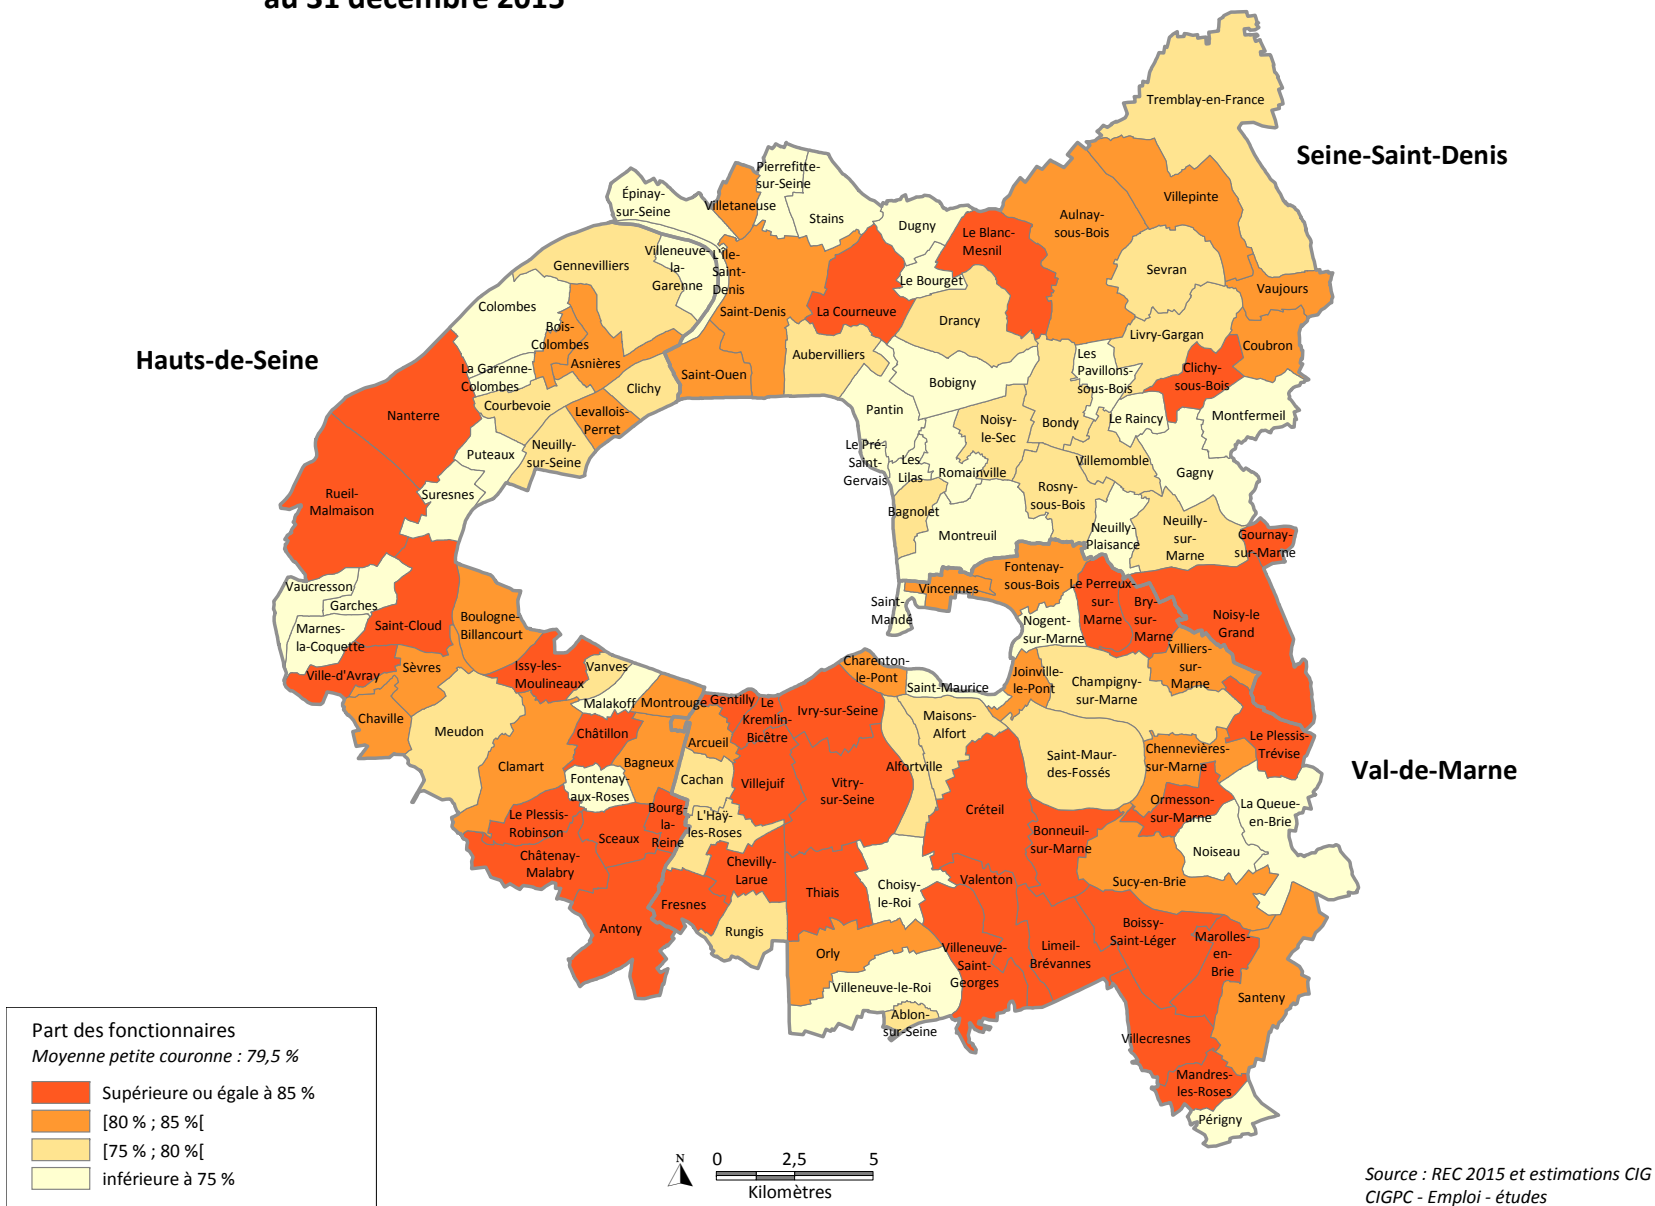 au 31 décembre 2015
Tremblay-en-France
Seine-Saint-Denis
Pierrefitte-
sur-Seine
Épinay-
sur-Seine
Villetaneuse
Stains
Villepinte
Aulnay-
sous-Bois
Dugny
Le Blanc-
Mesnil
Villeneuve-
la-
Garenne
L'Île-
Saint-
Denis
Gennevilliers
Sevran
Le Bourget
Vaujours
Colombes
Saint-Denis
La Courneuve
Drancy
Livry-Gargan
Bois-
Colombes
Coubron
Hauts-de-Seine
Aubervilliers
Les
Pavillons-
sous-Bois
Asnières
La Garenne-
Colombes
Saint-Ouen
Clichy-
sous-Bois
Bobigny
Clichy
Courbevoie
Nanterre
Levallois-
Perret
Pantin
Le Raincy
Montfermeil
Noisy-
le-Sec
Bondy
Neuilly-
sur-Seine
Puteaux
Le Pré-
Saint-
Gervais
Les
Lilas
Romainville
Villemomble
Gagny
Suresnes
Rueil-
Malmaison
Rosny-
sous-Bois
Bagnolet
Montreuil
Neuilly-
Plaisance
Neuilly-
sur-
Marne
Gournay-
sur-Marne
Fontenay-
sous-Bois
Vaucresson
Garches
Vincennes
Le Perreux-
sur-
Marne
Bry-
sur-
Marne
Noisy-le
Grand
Saint-
Mandé
Nogent-
sur-Marne
Saint-Cloud
Boulogne-
Billancourt
Marnes-
la-Coquette
Ville-d'Avray
Sèvres
Issy-les-
Moulineaux
Vanves
Charenton-
le-Pont
Joinville-
le-Pont
Villiers-
sur-
Marne
Champigny-
sur-Marne
Saint-Maurice
Malakoff
Montrouge
Gentilly
Le
Kremlin-
Bicêtre
Ivry-sur-Seine
Maisons-
Alfort
Chaville
Meudon
Châtillon
Arcueil
Saint-Maur-
des-Fossés
Chennevières-
sur-Marne
Le Plessis-
Trévise
Clamart
Bagneux
Alfortville
Val-de-Marne
Fontenay-
aux-Roses
Cachan
Villejuif
Vitry-
sur-Seine
Le Plessis-
Robinson
Sceaux
Bourg-
la-
Reine
L'Haÿ-
les-Roses
Créteil
Bonneuil-
sur-Marne
Ormesson-
sur-Marne
La Queue-
en-Brie
Noiseau
Châtenay-
Malabry
Chevilly-
Larue
Thiais
Choisy-
le-Roi
Valenton
Sucy-en-Brie
Fresnes
Antony
Rungis
Orly
Villeneuve-
Saint-
Georges
Limeil-
Brévannes
Boissy-
Saint-Léger
Marolles-
en-
Brie
Villeneuve-le-Roi
Santeny
Ablon-
sur-Seine
Villecresnes
Mandres-
les-Roses
Périgny
Part des fonctionnaires
Moyenne petite couronne : 79,5 %
Supérieure ou égale à 85 %
[80 % ; 85 %[
[75 % ; 80 %[
inférieure à 75 %
N
0 2,5 5
Kilomètres
Source : REC 2015 et estimations CIG
CIGPC - Emploi - études